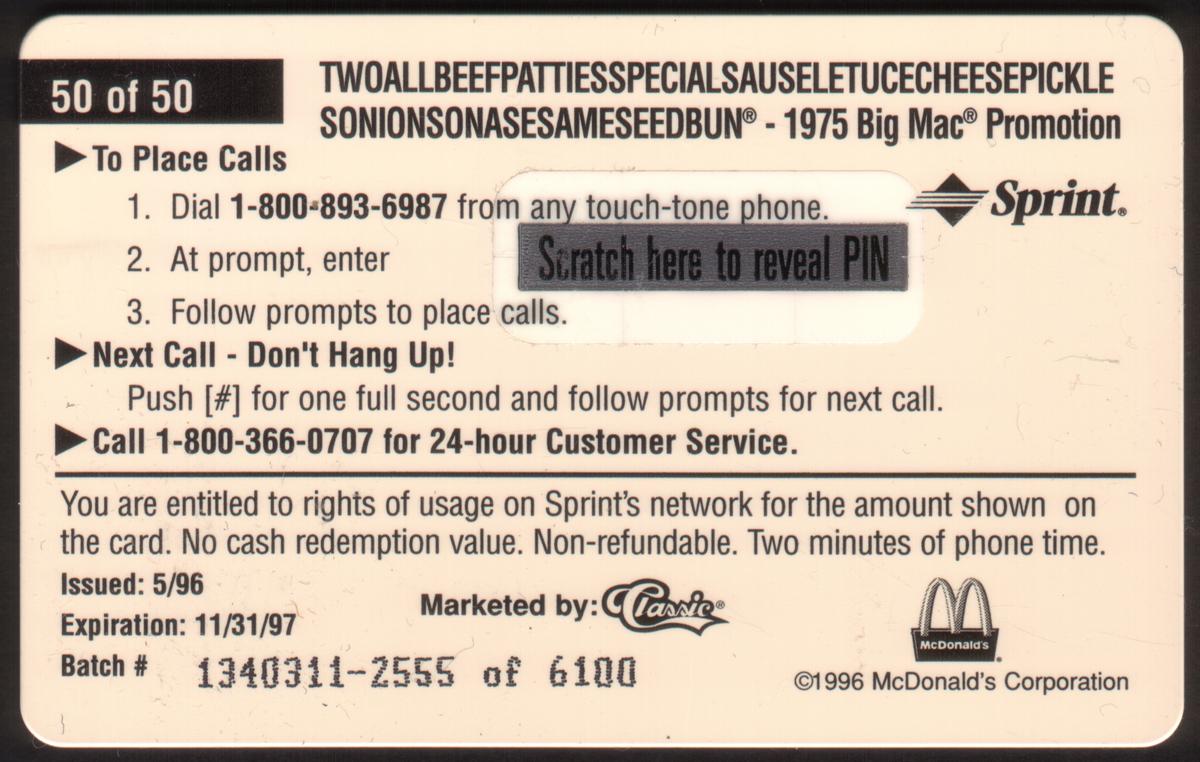 50 of 50
TWOALLBEEFPATTIESSPECIALSAUSELETUCECHEESEPICKLE
SONIONSONASESAMESEEDBUN® - 1975 Big Mac® Promotion
▶To Place Calls
1. Dial 1-800-893-6987 from any touch-tone phone.
Sprint®
2. At prompt, enter
Scratch here to reveal PIN
3. Follow prompts to place calls.
▶Next Call - Don't Hang Up!
Push [#] for one full second and follow prompts for next call.
▶Call 1-800-366-0707 for 24-hour Customer Service.
You are entitled to rights of usage on Sprint's network for the amount shown on
the card. No cash redemption value. Non-refundable. Two minutes of phone time.
Issued: 5/96
Expiration: 11/31/97
Batch # 1340311-2555 of 6100
Marketed by: Classic®
McDonald's®
©1996 McDonald's Corporation